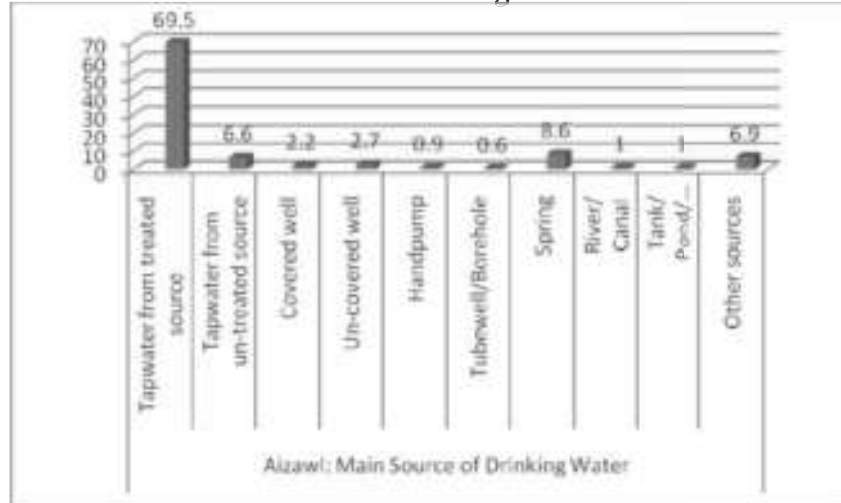 69.5
70
60
50
40
30
20
10
0
6.6
2.2
2.7
0.9
0.6
8.6
1
1
6.9
Tapwater from treated
source
Tapwater from
un-treated source
Covered well
Un-covered well
Handpump
Tubewell/Borehole
Spring
River/
Canal
Tank/
Pond/...
Other sources
Aizawl: Main Source of Drinking Water